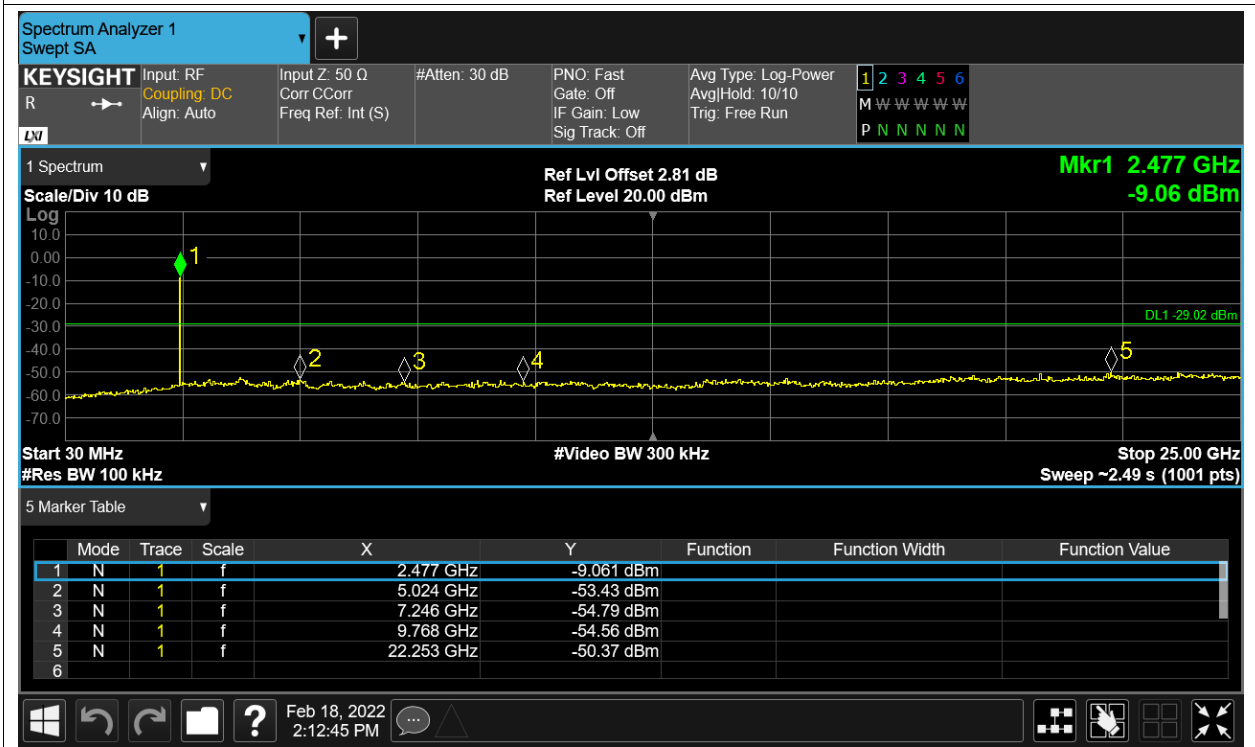 Spectrum Analyzer 1
Swept SA
KEYSIGHT
R
LXI
Input: RF
Coupling: DC
Align: Auto
Input Z: 50 Ω
Corr CCorr
Freq Ref: Int (S)
#Atten: 30 dB
PNO: Fast
Gate: Off
IF Gain: Low
Sig Track: Off
Avg Type: Log-Power
Avg|Hold: 10/10
Trig: Free Run
1 2 3 4 5 6
M W W W W W
P N N N N N
1 Spectrum
Scale/Div 10 dB
Ref Lvl Offset 2.81 dB
Ref Level 20.00 dBm
Mkr1 2.477 GHz
-9.06 dBm
Log
10.0
0.00
-10.0
-20.0
-30.0
-40.0
-50.0
-60.0
-70.0
1
2
3
4
5
DL1 -29.02 dBm
Start 30 MHz
#Res BW 100 kHz
#Video BW 300 kHz
Stop 25.00 GHz
Sweep ~2.49 s (1001 pts)
5 Marker Table
Mode Trace Scale X Y Function Function Width Function Value
1 N 1 f 2.477 GHz -9.061 dBm
2 N 1 f 5.024 GHz -53.43 dBm
3 N 1 f 7.246 GHz -54.79 dBm
4 N 1 f 9.768 GHz -54.56 dBm
5 N 1 f 22.253 GHz -50.37 dBm
6
?
Feb 18, 2022
2:12:45 PM